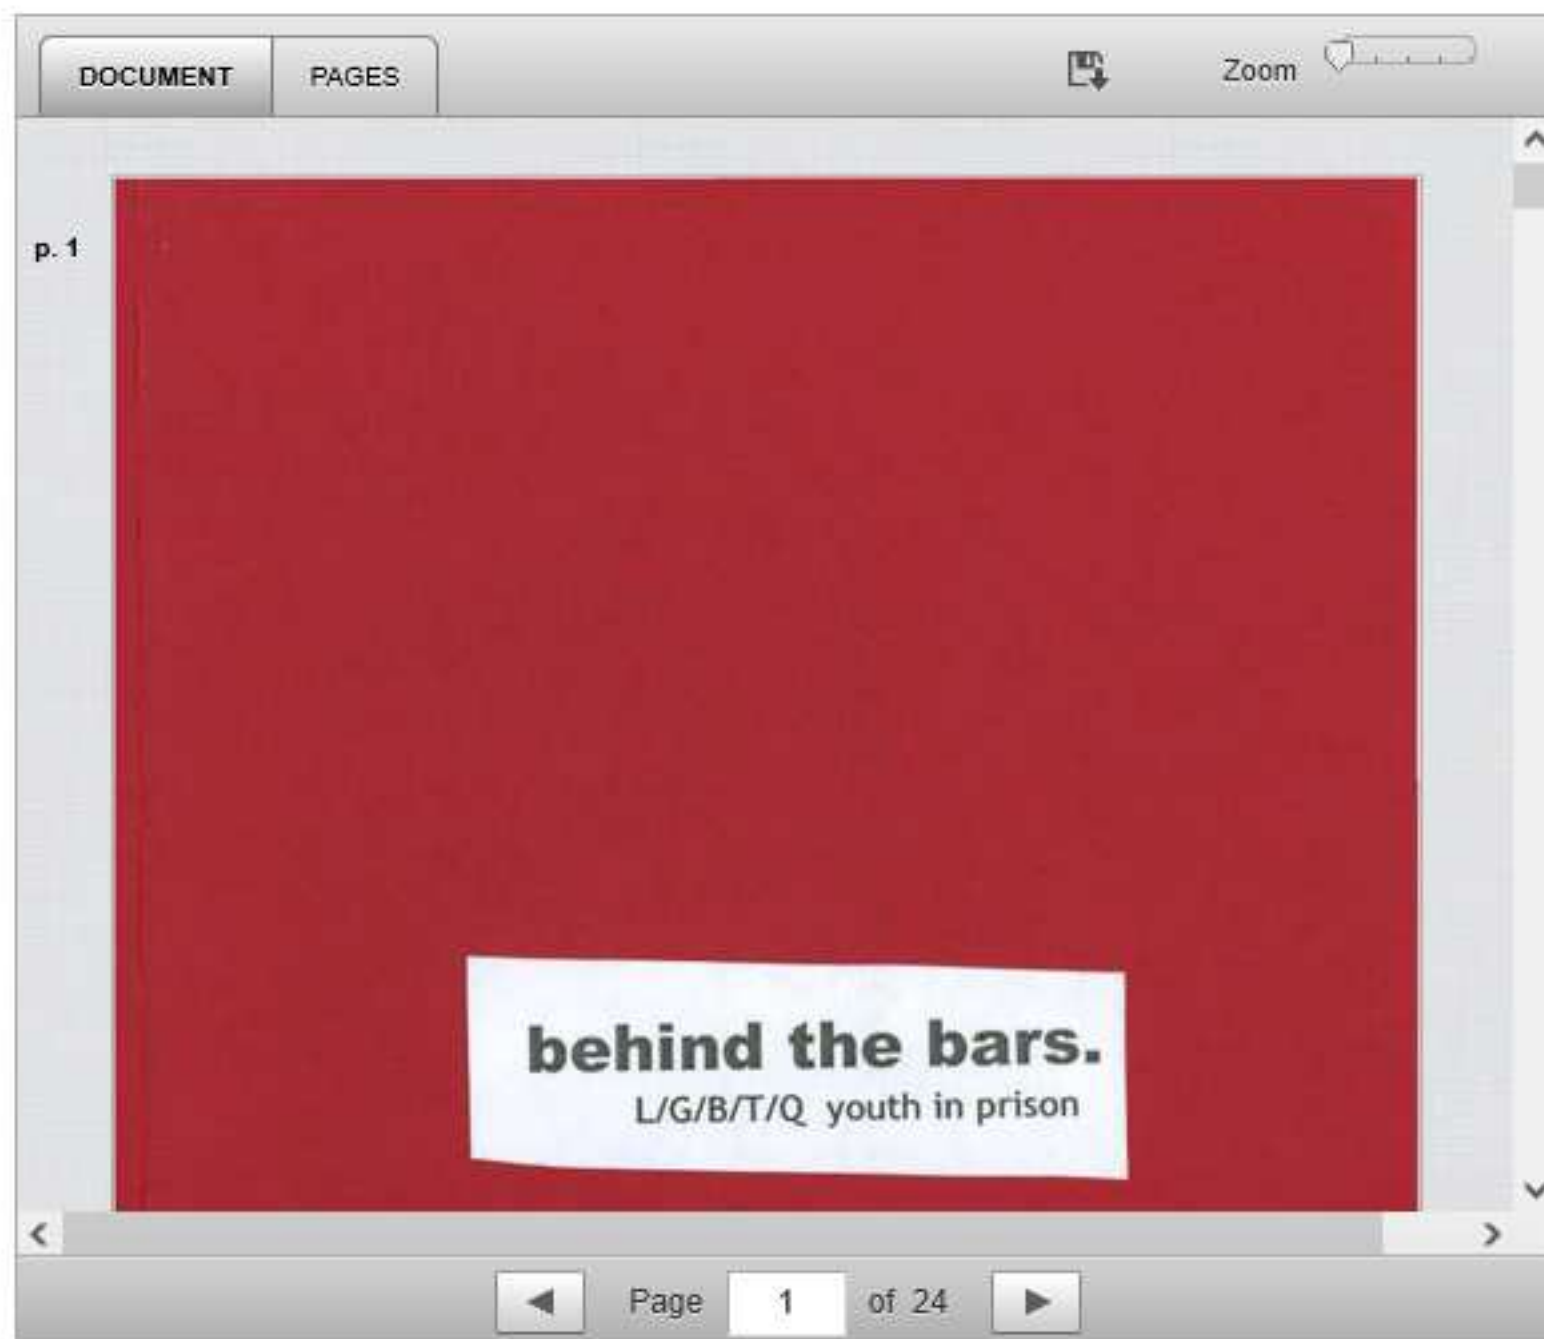 DOCUMENT PAGES Zoom
p. 1
behind the bars.
L/G/B/T/Q youth in prison
Page 1 of 24